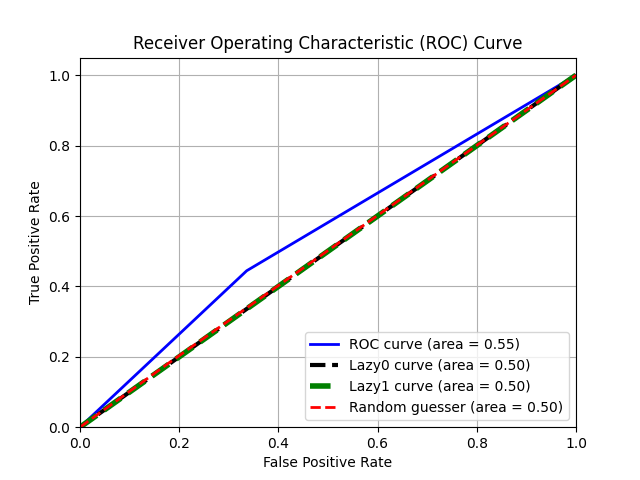 Receiver Operating Characteristic (ROC) Curve
True Positive Rate
1.0
0.8
0.6
0.4
0.2
0.0
ROC curve (area = 0.55)
Lazy0 curve (area = 0.50)
Lazy1 curve (area = 0.50)
Random guesser (area = 0.50)
0.0 0.2 0.4 0.6 0.8 1.0
False Positive Rate